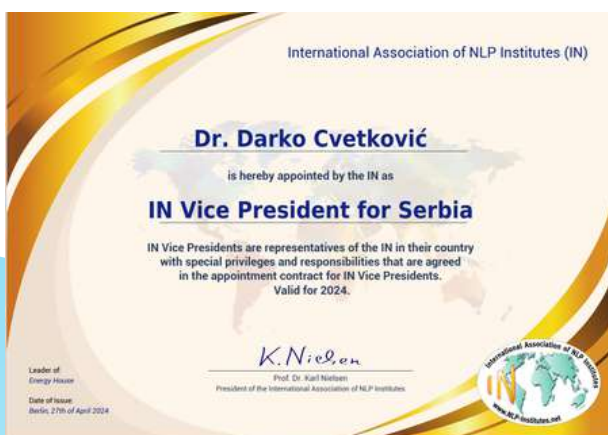 International Association of NLP Institutes (IN)
Dr. Darko Cvetković
is hereby appointed by the IN as
IN Vice President for Serbia
IN Vice Presidents are representatives of the IN in their country
with special privileges and responsibilities that are agreed
in the appointment contract for IN Vice Presidents.
Valid for 2024.
K. Nielsen
Prof. Dr. Karl Nielsen
President of the International Association of NLP Institutes
Leader of:
Energy House
Date of Issue:
Berlin, 27th of April 2024
International Association of NLP Institutes
IN
www.NLP-Institutes.net